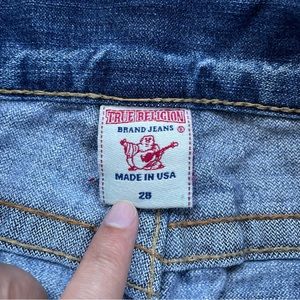 TRUE RELIGION
BRAND JEANS ®
MADE IN USA
28